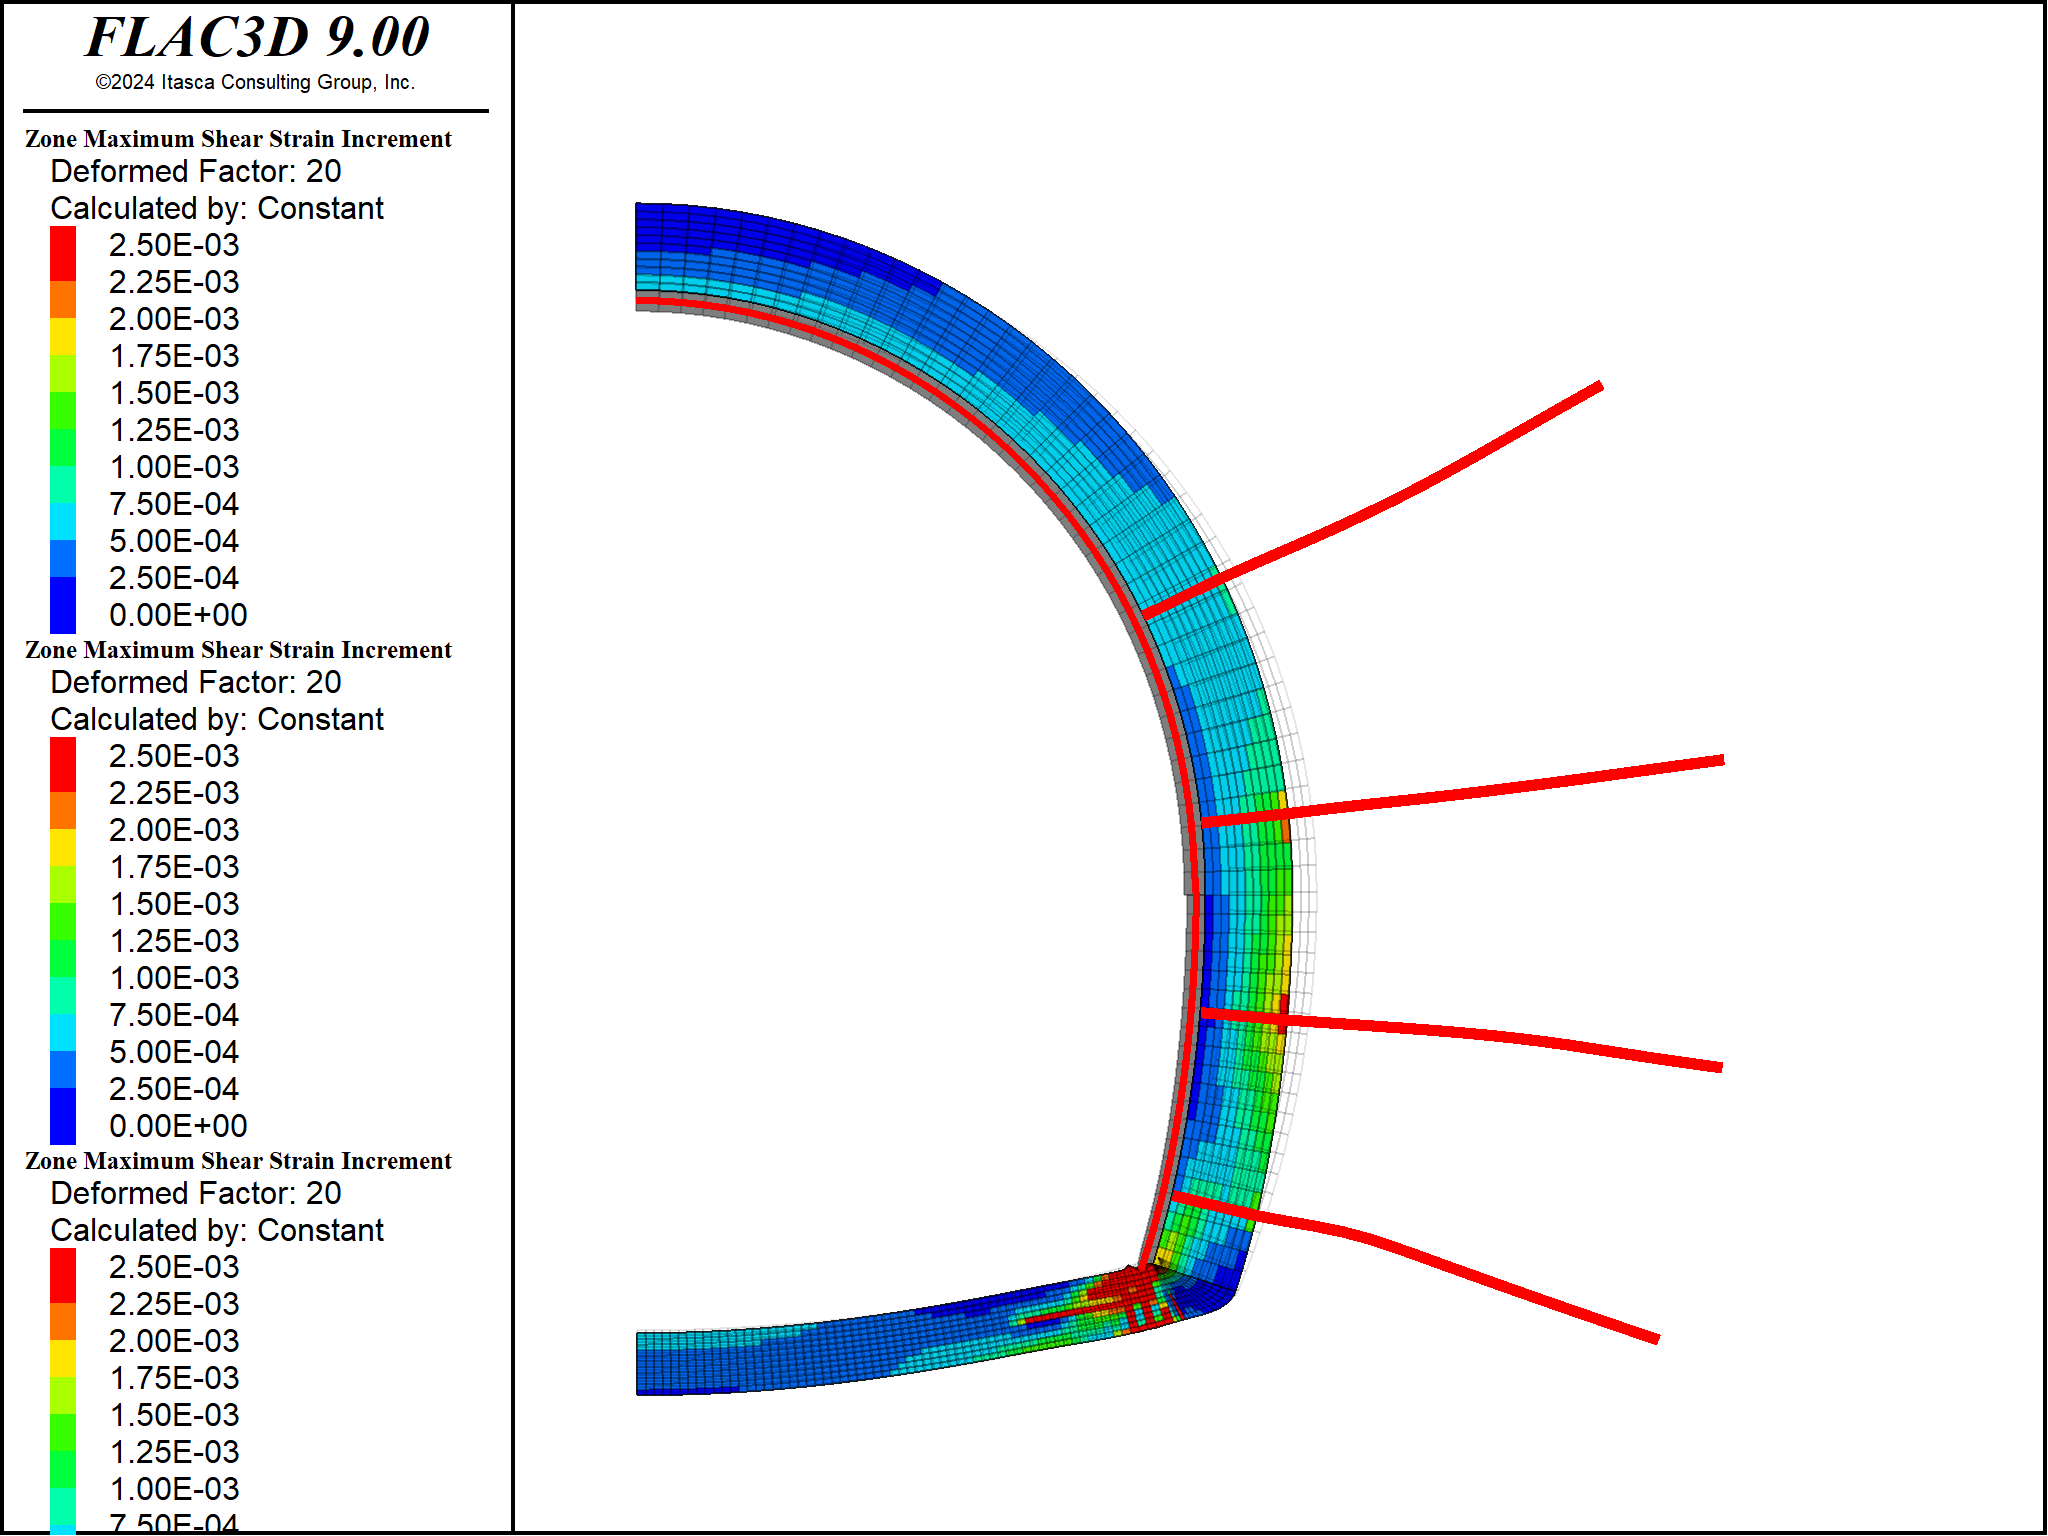 FLAC3D 9.00
©2024 Itasca Consulting Group, Inc.
Zone Maximum Shear Strain Increment
Deformed Factor: 20
Calculated by: Constant
2.50E-03
2.25E-03
2.00E-03
1.75E-03
1.50E-03
1.25E-03
1.00E-03
7.50E-04
5.00E-04
2.50E-04
0.00E+00
Zone Maximum Shear Strain Increment
Deformed Factor: 20
Calculated by: Constant
2.50E-03
2.25E-03
2.00E-03
1.75E-03
1.50E-03
1.25E-03
1.00E-03
7.50E-04
5.00E-04
2.50E-04
0.00E+00
Zone Maximum Shear Strain Increment
Deformed Factor: 20
Calculated by: Constant
2.50E-03
2.25E-03
2.00E-03
1.75E-03
1.50E-03
1.25E-03
1.00E-03
7.50E-04